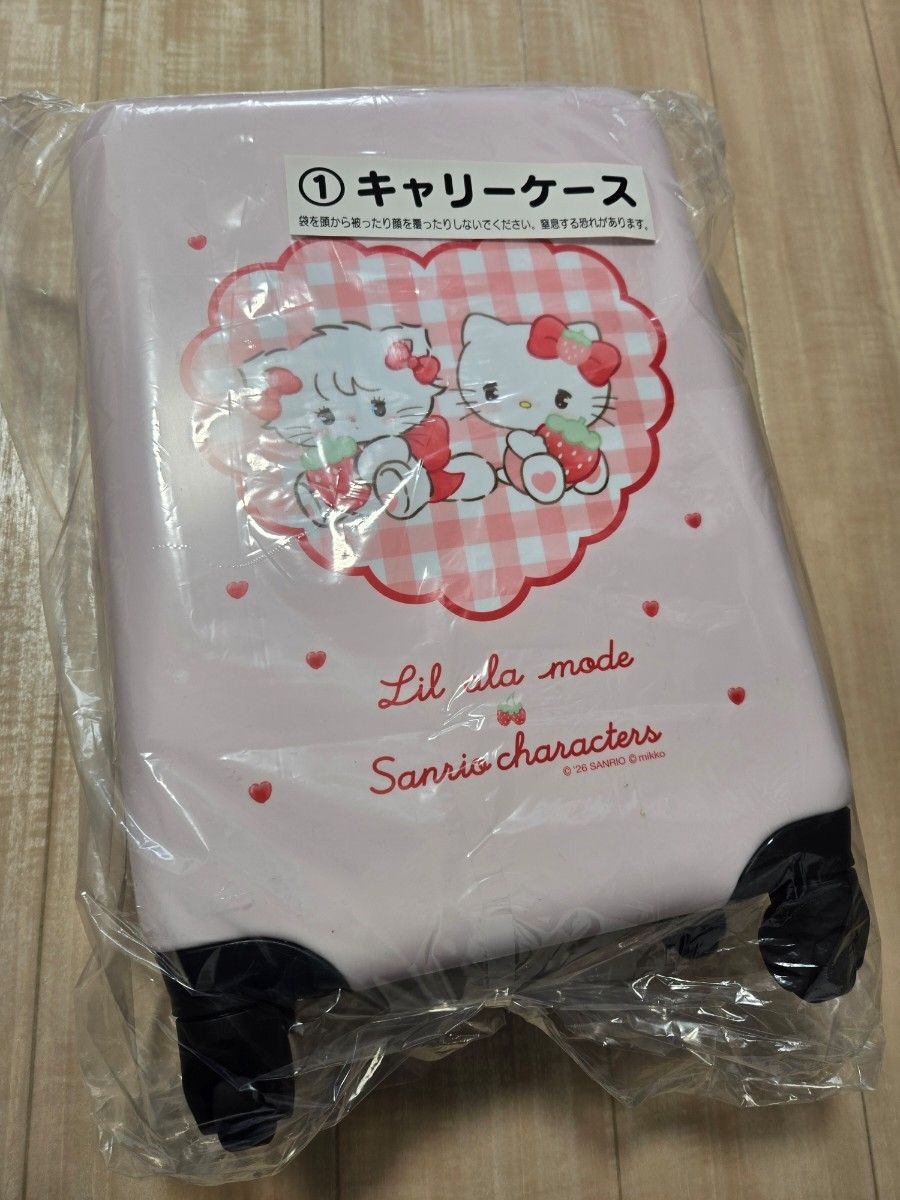 ①キャリーケース
袋を頭から被ったり顔を覆ったりしないでください。窒息する恐れがあります。
Lil ala mode
Sanrio characters
© '26 SANRIO © mikko